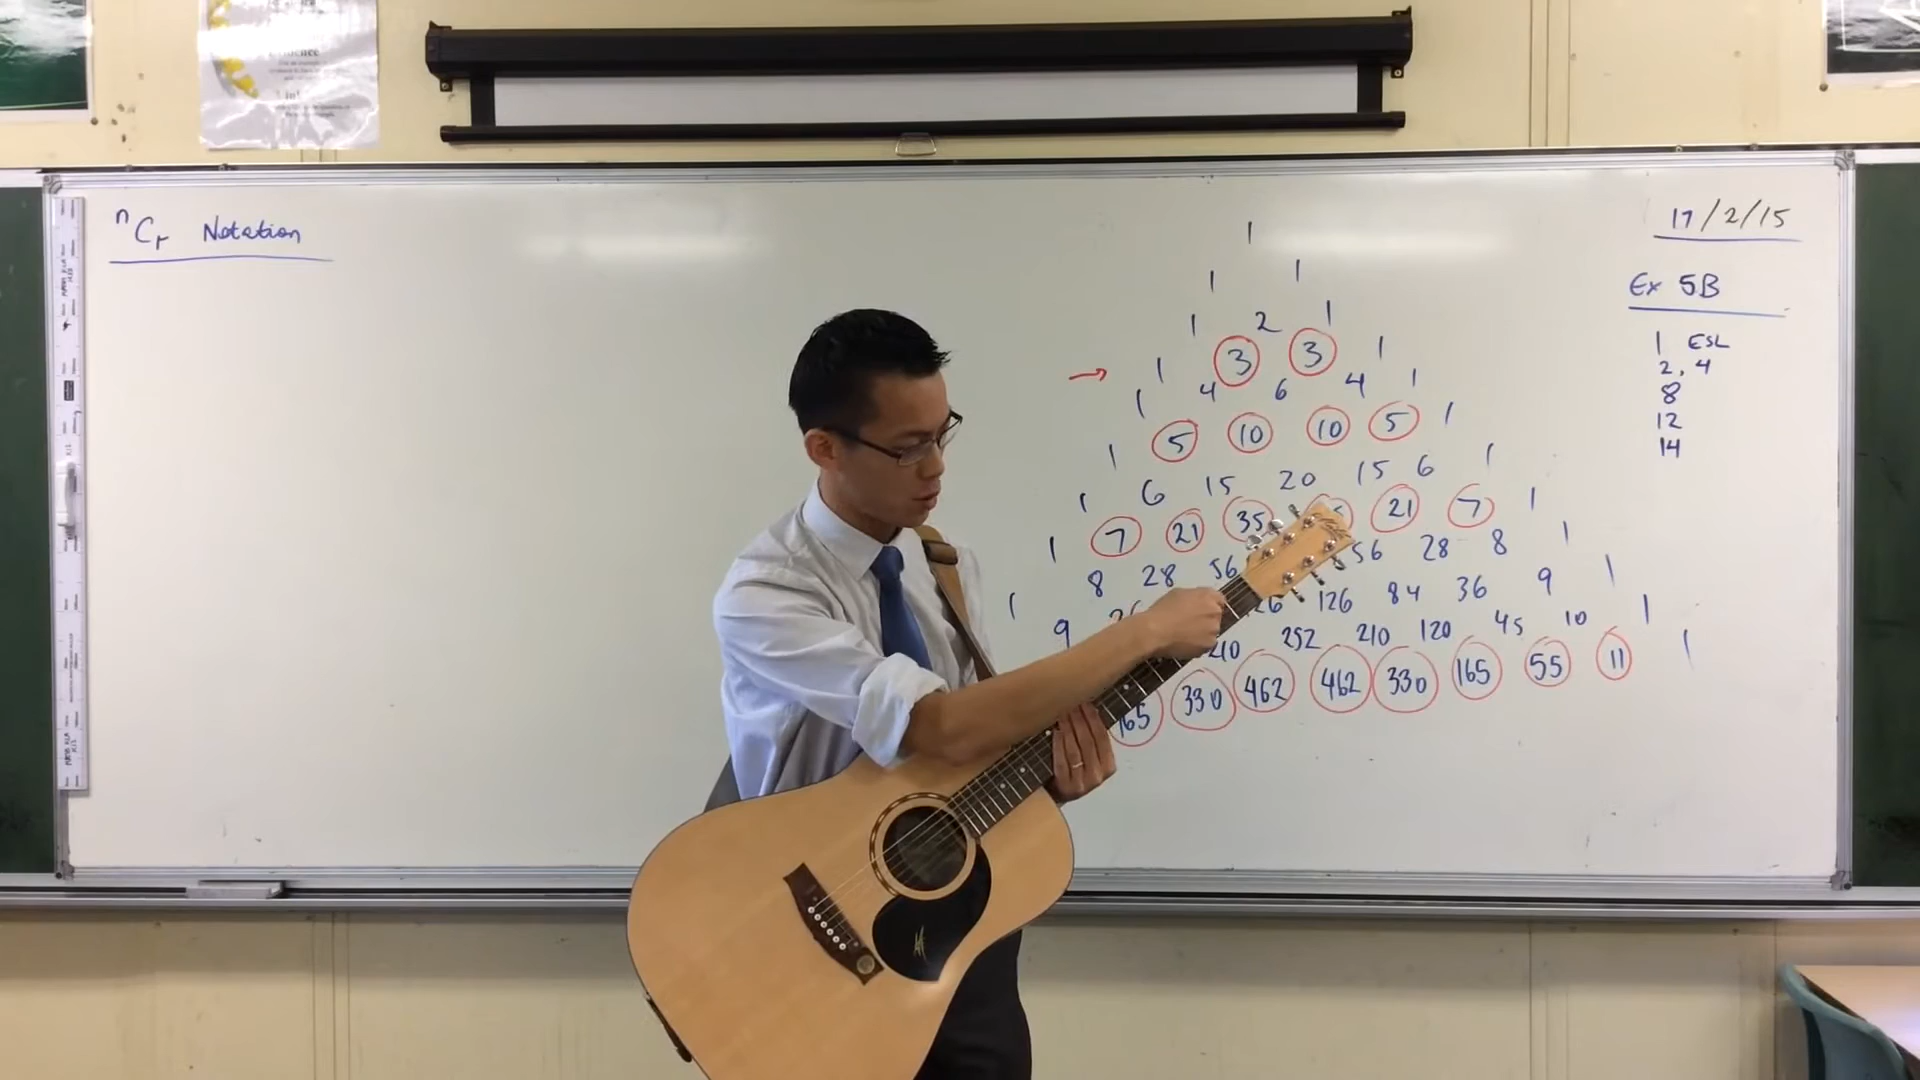 nCr Notation
17/2/15
Ex 5B
1 ESL
2, 4
8
12
14
1
1 1
1 2 1
→ 1 3 3 1
1 4 6 4 1
1 5 10 10 5 1
1 6 15 20 15 6 1
1 7 21 35 21 7 1
1 8 28 56 56 28 8 1
9 126 84 36 9 1
252 210 120 45 10 1
165 330 462 462 330 165 55 11 1